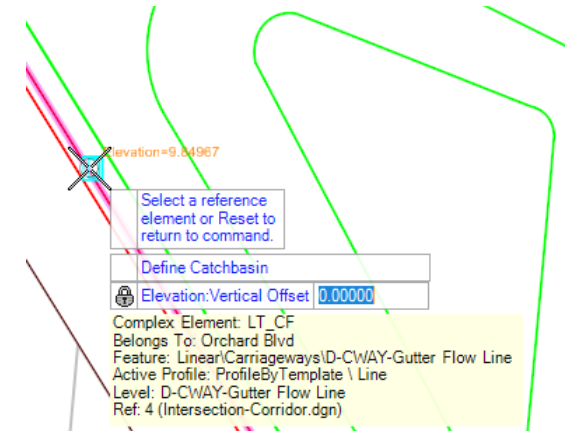 levation=9.84967
Select a reference
element or Reset to
return to command.
Define Catchbasin
Elevation:Vertical Offset 0.00000
Complex Element: LT_CF
Belongs To: Orchard Blvd
Feature: Linear\Carriageways\D-CWAY-Gutter Flow Line
Active Profile: ProfileByTemplate \ Line
Level: D-CWAY-Gutter Flow Line
Ref: 4 (Intersection-Corridor.dgn)